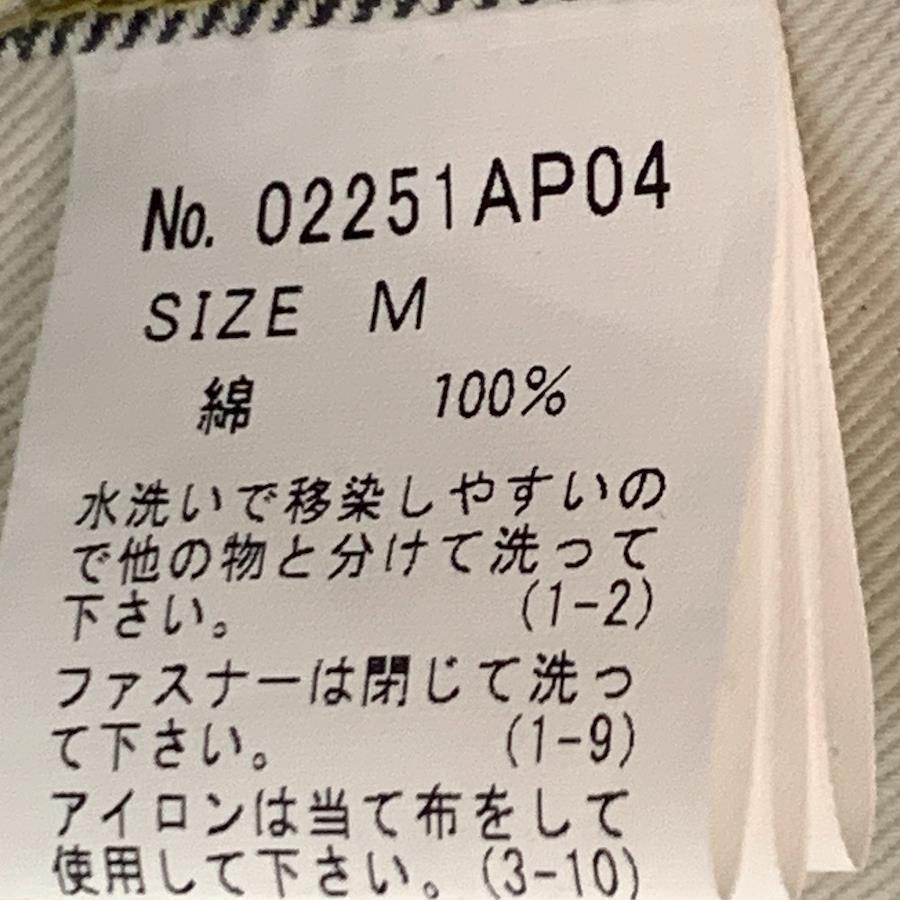 No. 02251AP04
SIZE M
綿 100%
水洗いで移染しやすいの
で他の物と分けて洗って
下さい。 (1-2)
ファスナーは閉じて洗っ
て下さい。 (1-9)
アイロンは当て布をして
使用して下さい。(3-10)